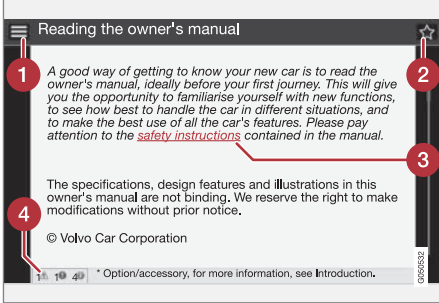 Reading the owner's manual
1
2
A good way of getting to know your new car is to read the
owner's manual, ideally before your first journey. This will give
you the opportunity to familiarise yourself with new functions,
to see how best to handle the car in different situations, and
to make the best use of all the car's features. Please pay
attention to the safety instructions contained in the manual.
3
The specifications, design features and illustrations in this
owner's manual are not binding. We reserve the right to make
modifications without prior notice.
4
© Volvo Car Corporation
1 1 4 * Option/accessory, for more information, see Introduction.
G050532